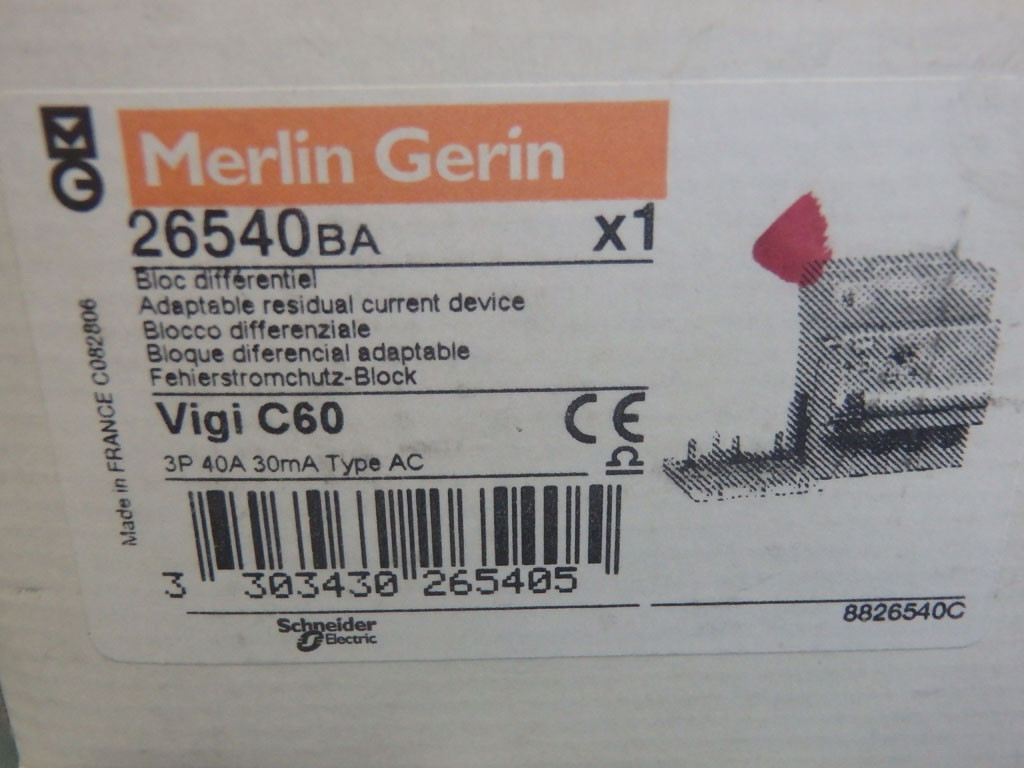 Merlin Gerin
26540BA x1
Bloc différentiel
Adaptable residual current device
Blocco differenziale
Bloque diferencial adaptable
Fehierstromchutz-Block
Vigi C60 CE
3P 40A 30mA Type AC
3 303430 265405
Schneider
Electric
8826540C
Made in FRANCE C082806